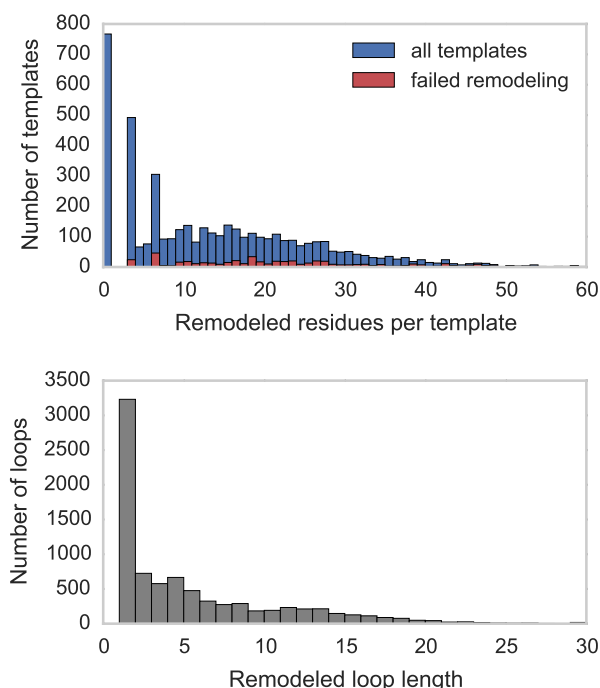 800
700
600
500
400
300
200
100
0
Number of templates
all templates
failed remodeling
0 10 20 30 40 50 60
Remodeled residues per template
3500
3000
2500
2000
1500
1000
500
0
Number of loops
0 5 10 15 20 25 30
Remodeled loop length